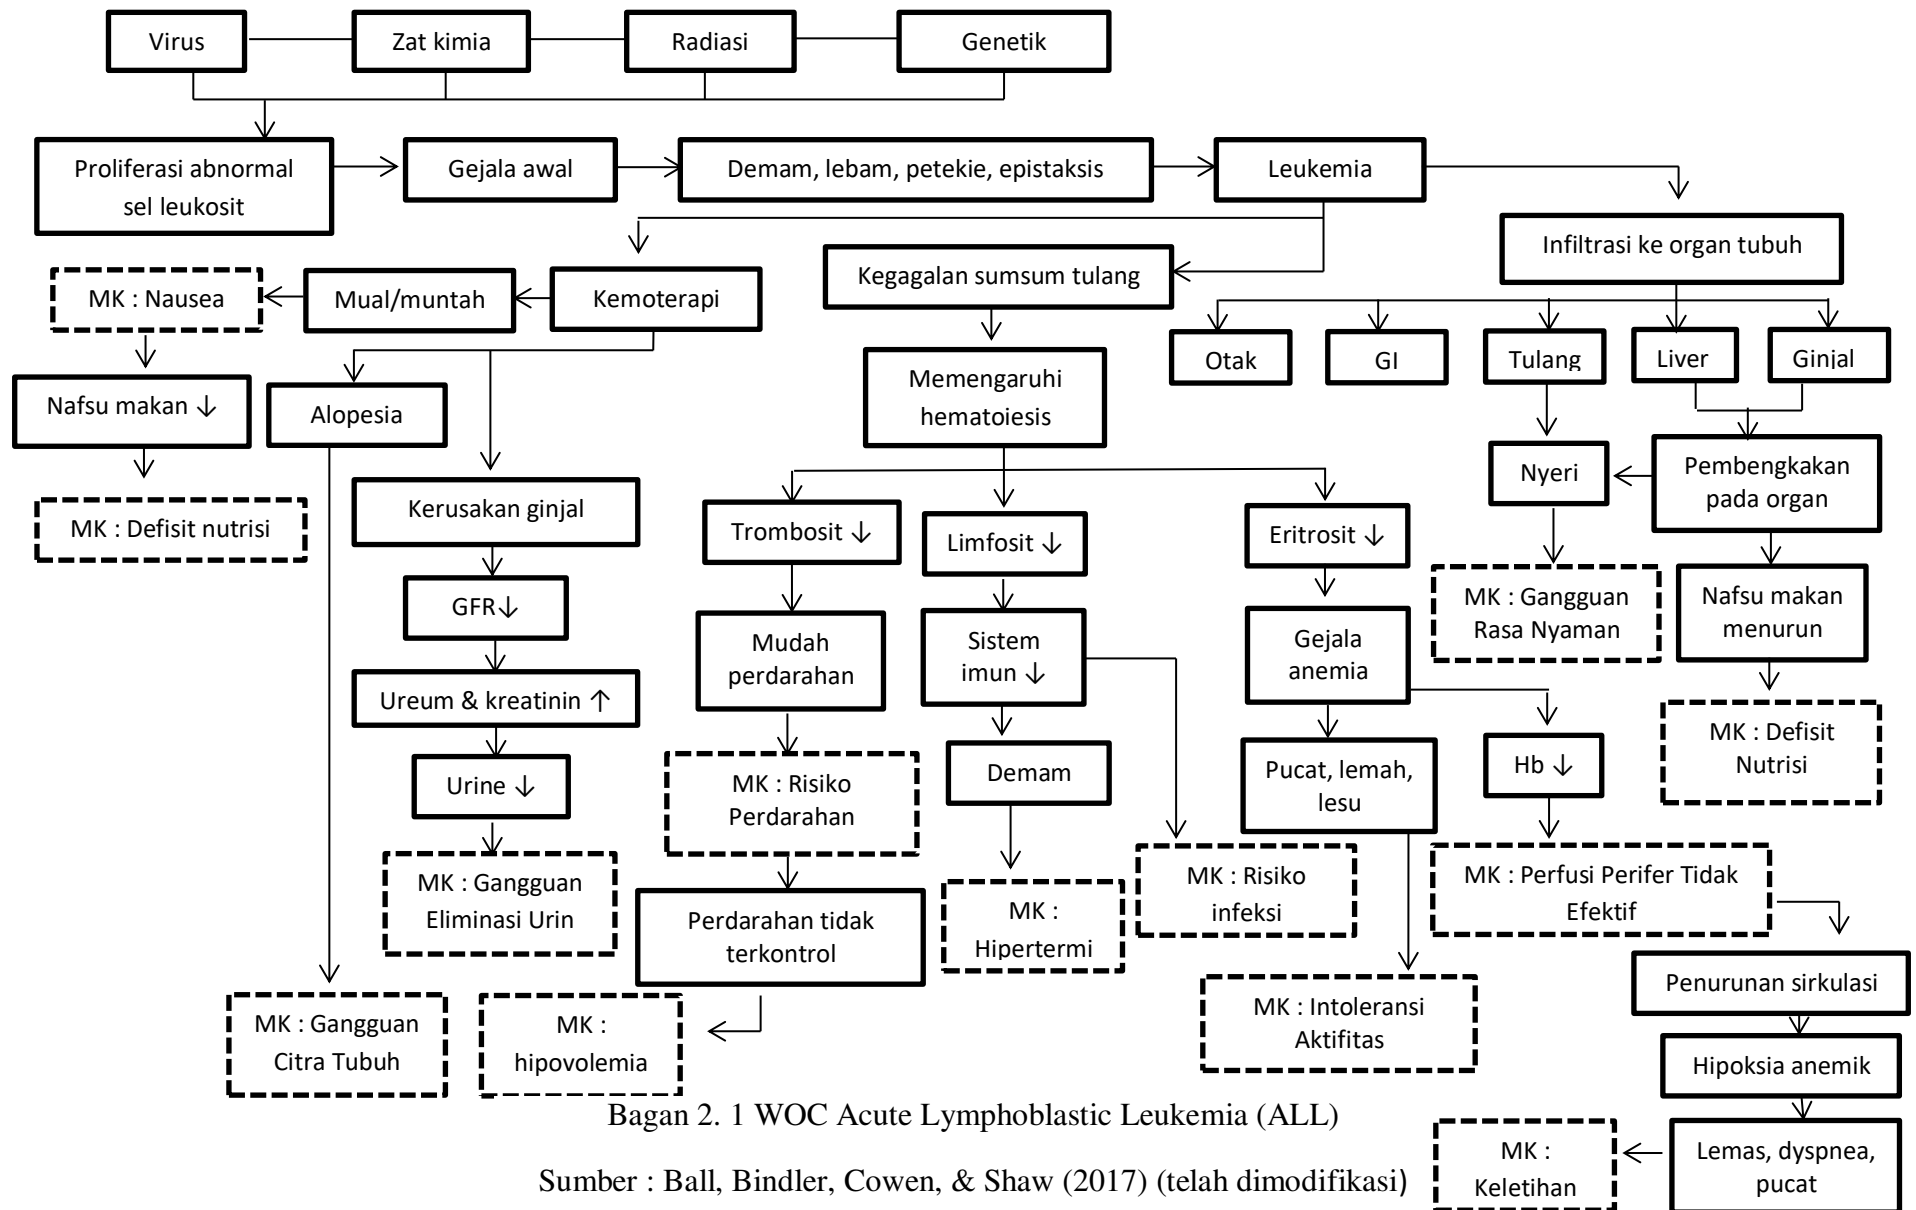 Virus
Zat kimia
Radiasi
Genetik
Proliferasi abnormal
sel leukosit
Gejala awal
Demam, lebam, petekie, epistaksis
Leukemia
Infiltrasi ke organ tubuh
MK : Nausea
Mual/muntah
Kemoterapi
Kegagalan sumsum tulang
Otak
GI
Tulang
Liver
Ginjal
Nafsu makan ↓
Alopesia
Memengaruhi
hematoiesis
Nyeri
Pembengkakan
pada organ
MK : Defisit nutrisi
Kerusakan ginjal
Trombosit ↓
Limfosit ↓
Eritrosit ↓
GFR↓
MK : Gangguan
Rasa Nyaman
Nafsu makan
menurun
Mudah
perdarahan
Sistem
imun ↓
Gejala
anemia
Ureum & kreatinin ↑
MK : Defisit
Nutrisi
Urine ↓
MK : Risiko
Perdarahan
Demam
Pucat, lemah,
lesu
Hb ↓
MK : Gangguan
Eliminasi Urin
Perdarahan tidak
terkontrol
MK :
Hipertermi
MK : Risiko
infeksi
MK : Perfusi Perifer Tidak
Efektif
MK : Gangguan
Citra Tubuh
MK :
hipovolemia
MK : Intoleransi
Aktifitas
Penurunan sirkulasi
Hipoksia anemik
Lemas, dyspnea,
pucat
MK :
Keletihan
Bagan 2. 1 WOC Acute Lymphoblastic Leukemia (ALL)
Sumber : Ball, Bindler, Cowen, & Shaw (2017) (telah dimodifikasi)